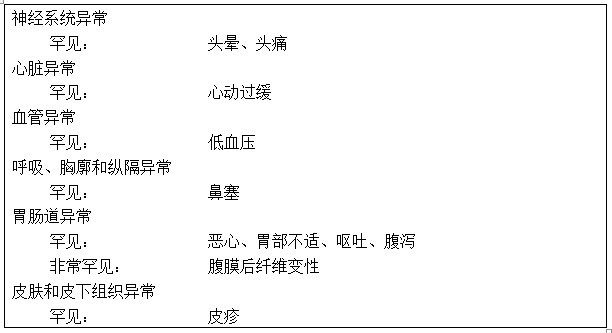 神经系统异常
罕见： 头晕、头痛
心脏异常
罕见： 心动过缓
血管异常
罕见： 低血压
呼吸、胸廓和纵隔异常
罕见： 鼻塞
胃肠道异常
罕见： 恶心、胃部不适、呕吐、腹泻
非常罕见： 腹膜后纤维变性
皮肤和皮下组织异常
罕见： 皮疹